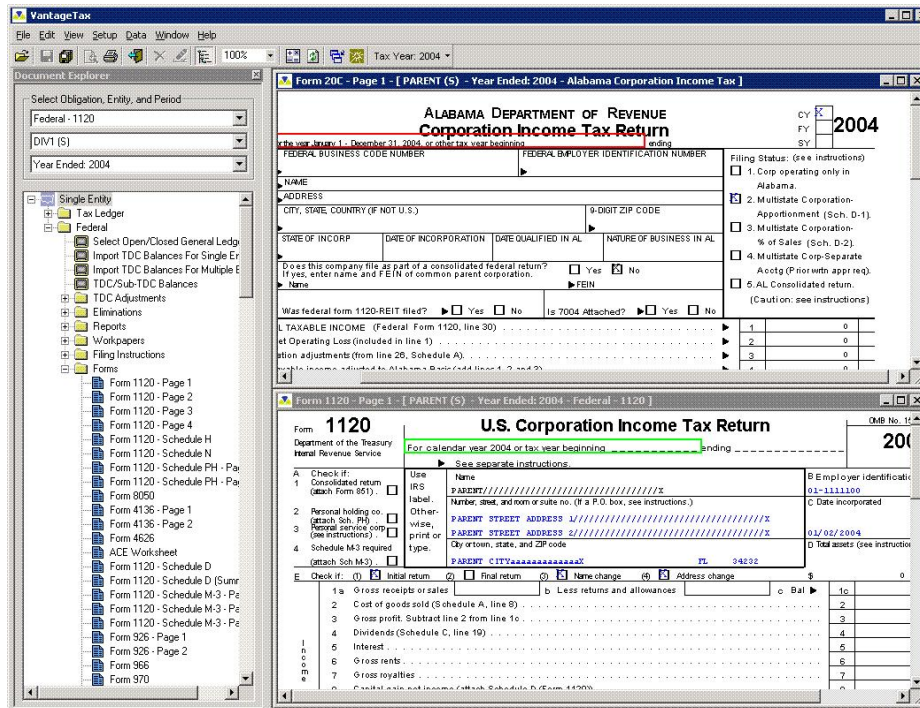 VantageTax
File Edit View Setup Data Window Help
100%
Tax Year: 2004
Document Explorer
Select Obligation, Entity, and Period
Federal - 1120
DIV1 (S)
Year Ended: 2004
Single Entity
Tax Ledger
Federal
Select Open/Closed General Ledge
Import TDC Balances For Single Er
Import TDC Balances For Multiple E
TDC/Sub-TDC Balances
TDC Adjustments
Eliminations
Reports
Workpapers
Filing Instructions
Forms
Form 1120 - Page 1
Form 1120 - Page 2
Form 1120 - Page 3
Form 1120 - Page 4
Form 1120 - Schedule H
Form 1120 - Schedule N
Form 1120 - Schedule PH - Pa
Form 1120 - Schedule PH - Pa
Form 8050
Form 4136 - Page 1
Form 4136 - Page 2
Form 4626
ACE Worksheet
Form 1120 - Schedule D
Form 1120 - Schedule D (Summ
Form 1120 - Schedule M-3 - Pa
Form 1120 - Schedule M-3 - Pa
Form 1120 - Schedule M-3 - Pa
Form 926 - Page 1
Form 926 - Page 2
Form 966
Form 970
Form 20C - Page 1 - [ PARENT (S) - Year Ended: 2004 - Alabama Corporation Income Tax ]
ALABAMA DEPARTMENT OF REVENUE
Corporation Income Tax Return
CY X
FY
SY
2004
r the year January 1 - December 31, 2004, or other tax year beginning ending
FEDERAL BUSINESS CODE NUMBER FEDERAL EMPLOYER IDENTIFICATION NUMBER
NAME
ADDRESS
CITY, STATE, COUNTRY (IF NOT U.S.) 9-DIGIT ZIP CODE
STATE OF INCORP DATE OF INCORPORATION DATE QUALIFIED IN AL NATURE OF BUSINESS IN AL
Does this company file as part of a consolidated federal return? Yes X No
If yes, enter name and FEIN of common parent corporation.
Name FEIN
Was federal form 1120-REIT filed? Yes No Is 7004 Attached? Yes No
Filing Status: (see instructions)
1. Corp operating only in
Alabama.
X 2. Multistate Corporation-
Apportionment (Sch. D-1).
3. Multistate Corporation-
% of Sales (Sch. D-2).
4. Multistate Corp-Separate
Acctg (Prior wrtn appr req).
5. AL Consolidated return.
(Caution: see instructions)
L TAXABLE INCOME (Federal Form 1120, line 30) 1 0
et Operating Loss (included in line 1) 2 0
ation adjustments (from line 26, Schedule A) 3 0
Form 1120 - Page 1 - [ PARENT (S) - Year Ended: 2004 - Federal - 1120 ]
Form 1120
Department of the Treasury
Internal Revenue Service
U.S. Corporation Income Tax Return
For calendar year 2004 or tax year beginning ending
See separate instructions.
OMB No. 15
200
A Check if:
1 Consolidated return
(attach Form 851) .
2 Personal holding co.
(attach Sch. PH) .
3 Personal service corp
(see instructions) .
4 Schedule M-3 required
(attach Sch M-3) .
Use
IRS
label.
Other-
wise,
print or
type.
Name
PARENT//////////////////////////X
Number, street, and room or suite no. (If a P.O. box, see instructions.)
PARENT STREET ADDRESS 1///////////////////////////////////X
PARENT STREET ADDRESS 2///////////////////////////////////X
City or town, state, and ZIP code
PARENT CITYaaaaaaaaaaaaaX FL 34232
B Employer identificatio
01-1111100
C Date incorporated
01/02/2004
D Total assets (see instruction
E Check if: (1) X Initial return (2) Final return (3) X Name change (4) X Address change $ 0
1a Gross receipts or sales b Less returns and allowances c Bal 1c
2 Cost of goods sold (Schedule A, line 8) 2
3 Gross profit. Subtract line 2 from line 1c 3
4 Dividends (Schedule C, line 19) 4
5 Interest 5
6 Gross rents 6
7 Gross royalties 7
Income